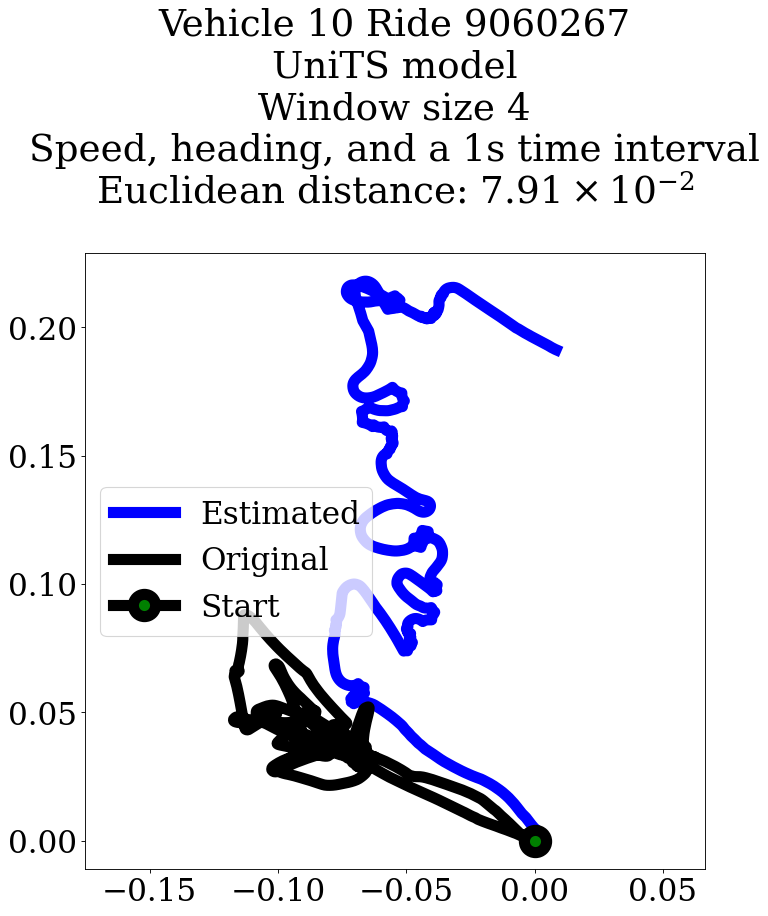 Vehicle 10 Ride 9060267
UniTS model
Window size 4
Speed, heading, and a 1s time interval
Euclidean distance: $7.91 \times 10^{-2}$
0.20
0.15
0.10
0.05
0.00
Estimated
Original
Start
−0.15 −0.10 −0.05 0.00 0.05